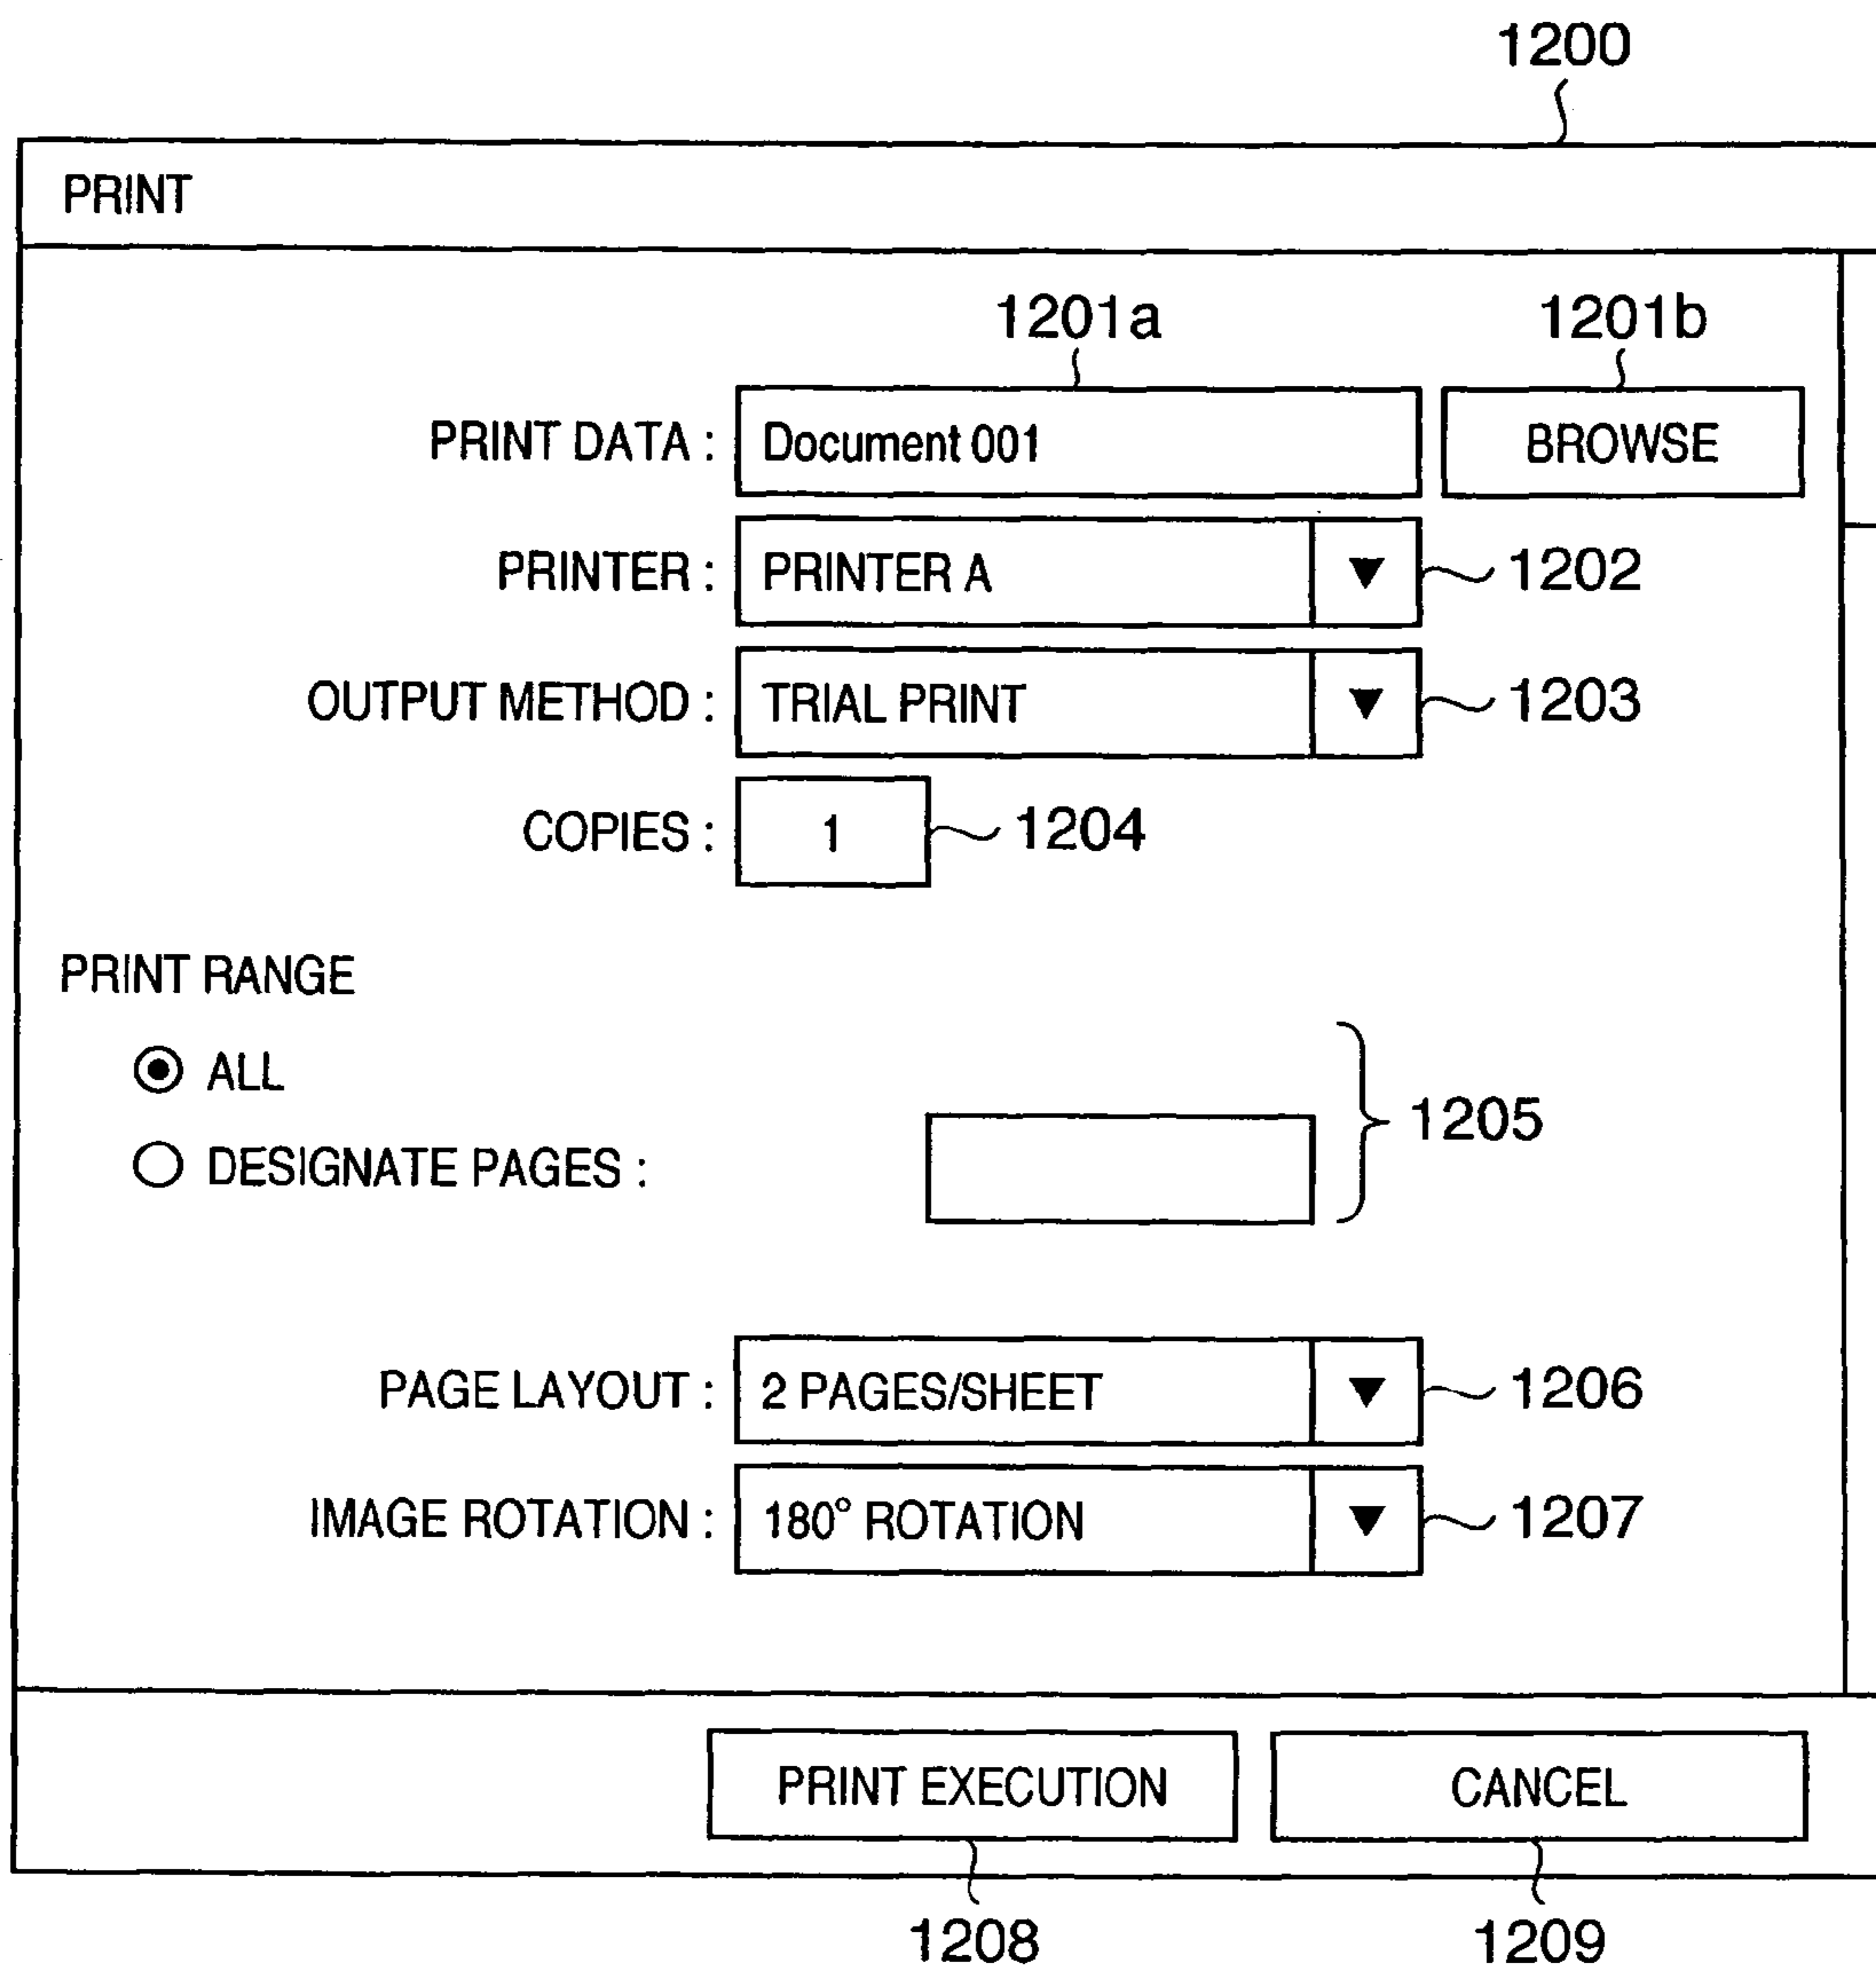 1200
PRINT
1201a 1201b
PRINT DATA : Document 001 BROWSE
PRINTER : PRINTER A ▼ 1202
OUTPUT METHOD : TRIAL PRINT ▼ 1203
COPIES : 1 1204
PRINT RANGE
ALL
1205
DESIGNATE PAGES :
PAGE LAYOUT : 2 PAGES/SHEET ▼ 1206
IMAGE ROTATION : 180° ROTATION ▼ 1207
PRINT EXECUTION CANCEL
1208 1209